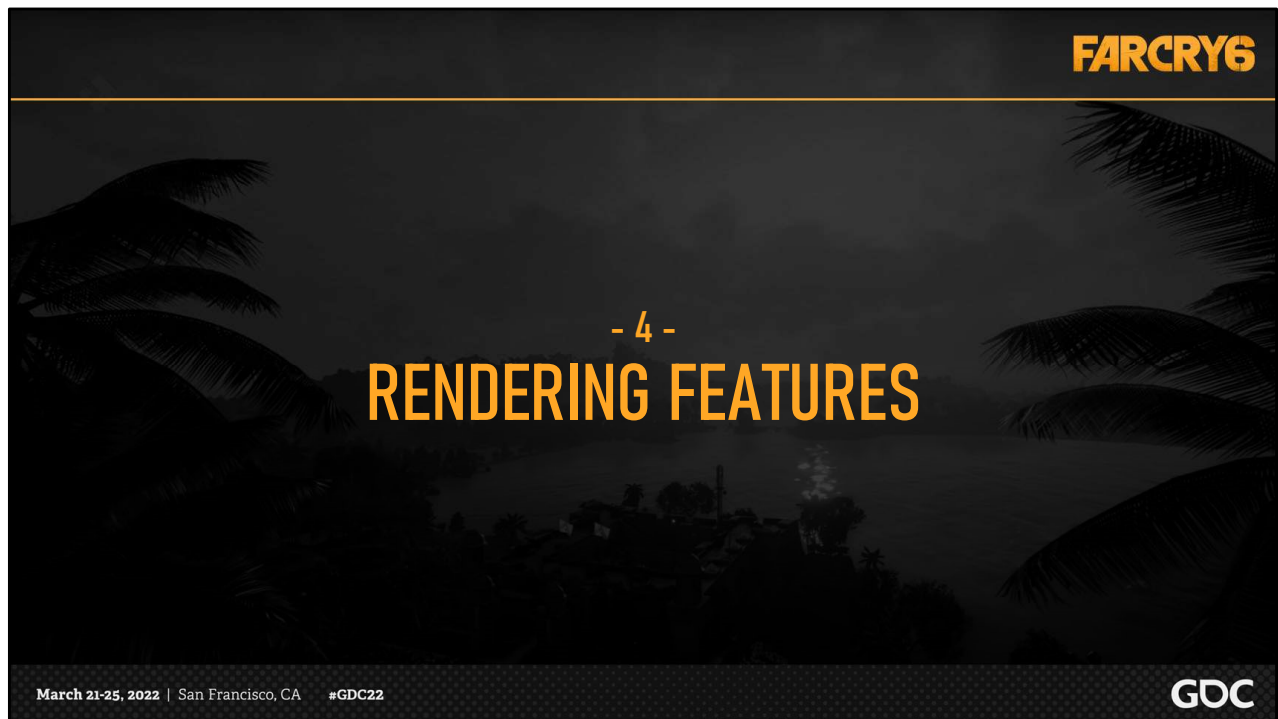 FARCRY6
- 4 -
RENDERING FEATURES
March 21-25, 2022 | San Francisco, CA #GDC22
GDC